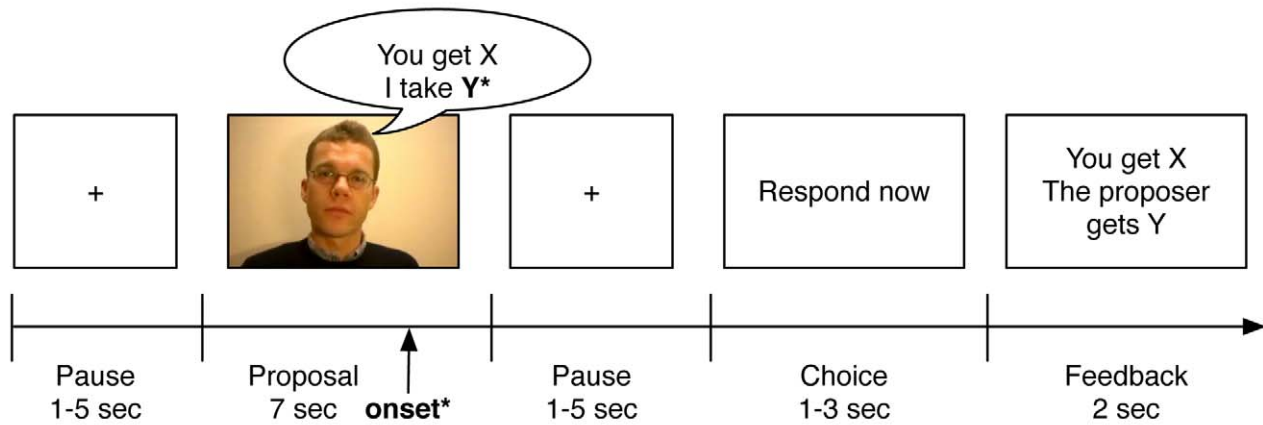 You get X
I take Y*
+
+
Respond now
You get X
The proposer
gets Y
Pause
1-5 sec
Proposal
7 sec
onset*
Pause
1-5 sec
Choice
1-3 sec
Feedback
2 sec